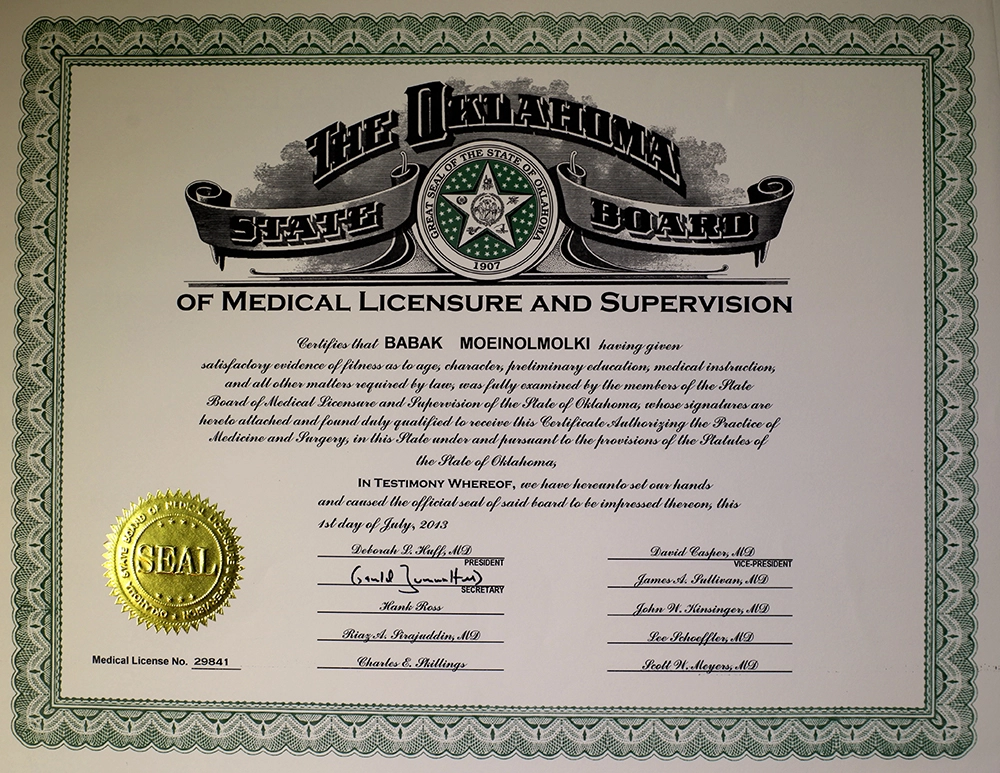 THE OKLAHOMA
STATE BOARD
GREAT SEAL OF THE STATE OF OKLAHOMA
1907
OF MEDICAL LICENSURE AND SUPERVISION
Certifies that BABAK MOEINOLMOLKI having given
satisfactory evidence of fitness as to age, character, preliminary education, medical instruction,
and all other matters required by law, was fully examined by the members of the State
Board of Medical Licensure and Supervision of the State of Oklahoma, whose signatures are
hereto attached and found duly qualified to receive this Certificate Authorizing the Practice of
Medicine and Surgery, in this State under and pursuant to the provisions of the Statutes of
the State of Oklahoma,
IN TESTIMONY WHEREOF, we have hereunto set our hands
and caused the official seal of said board to be impressed thereon, this
1st day of July, 2013
Deborah L. Huff, MD
PRESIDENT
SECRETARY
Hank Ross
Riaz A. Sirajuddin, MD
Charles E. Skillings
David Casper, MD
VICE-PRESIDENT
James A. Sullivan, MD
John W. Kinsinger, MD
Lee Schoeffler, MD
Scott W. Meyers, MD
SEAL
Medical License No. 29841